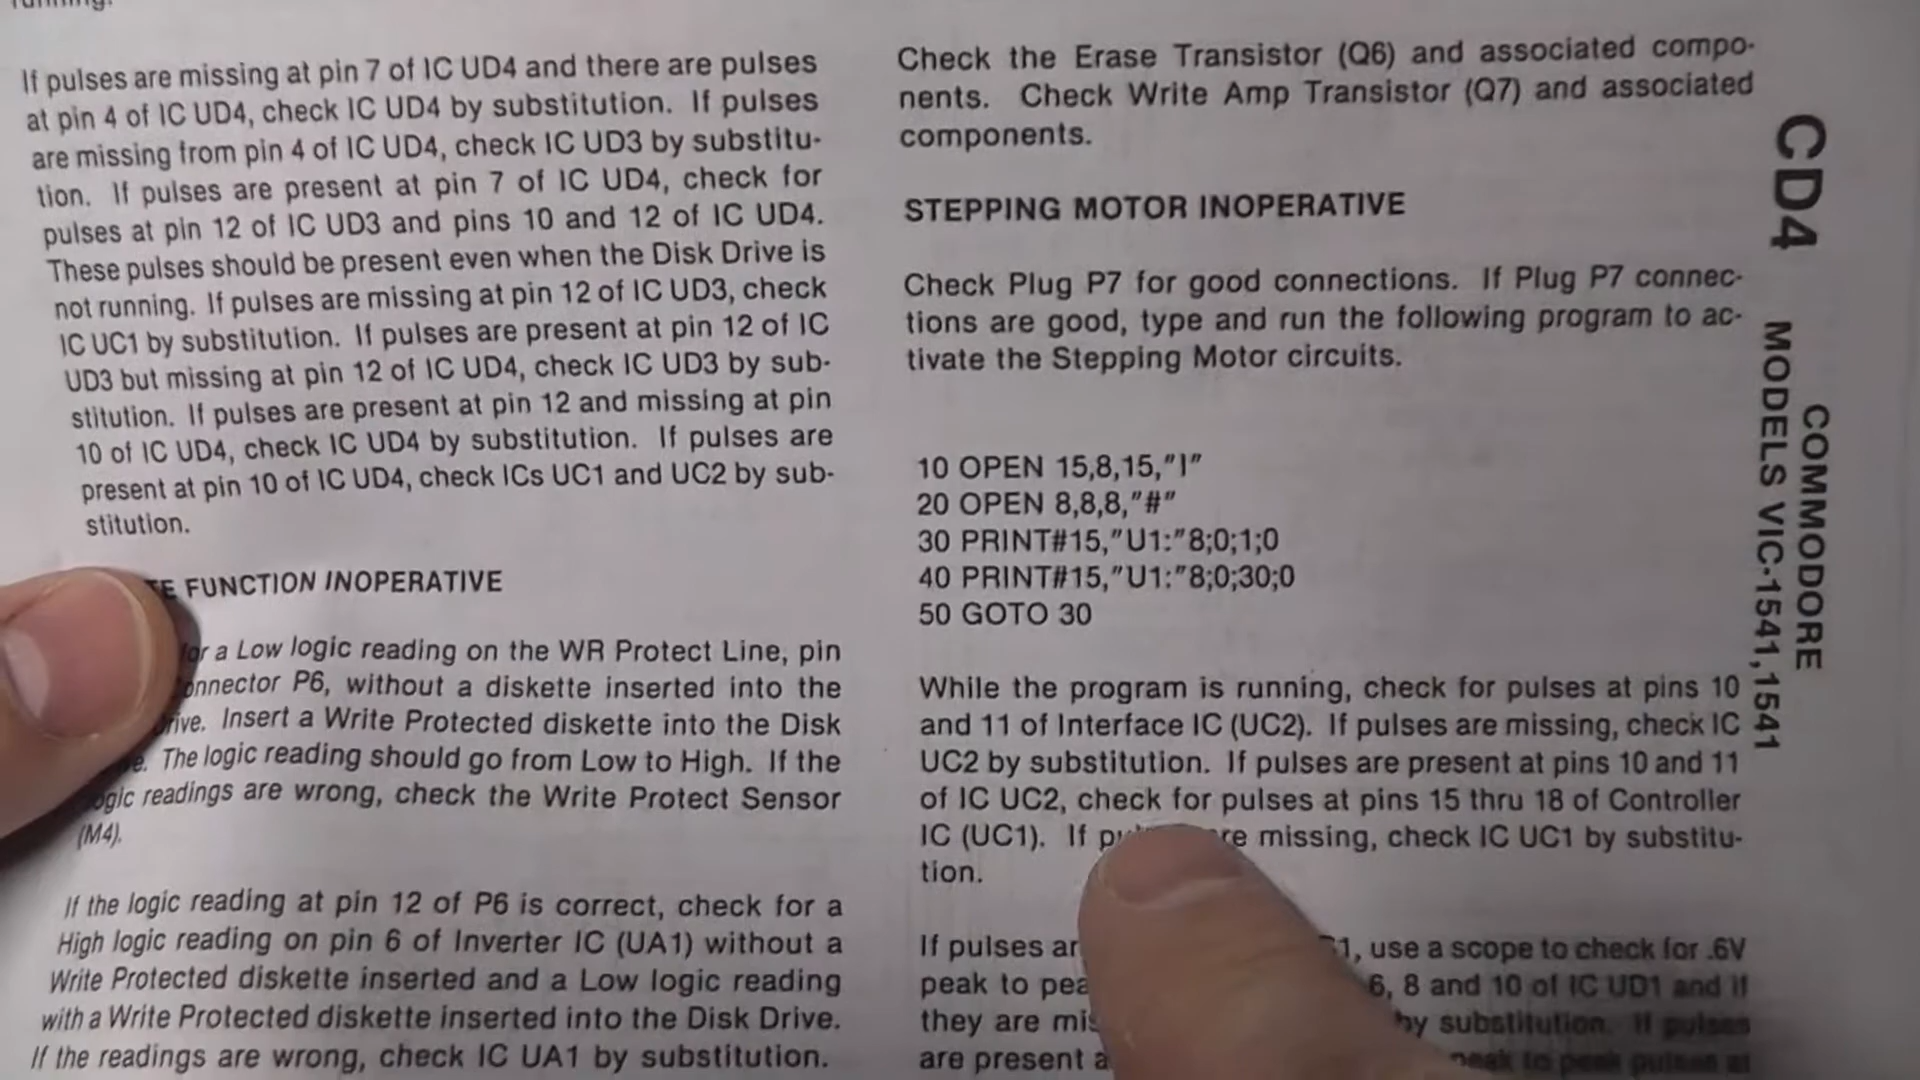 If pulses are missing at pin 7 of IC UD4 and there are pulses
at pin 4 of IC UD4, check IC UD4 by substitution. If pulses
are missing from pin 4 of IC UD4, check IC UD3 by substitu-
tion. If pulses are present at pin 7 of IC UD4, check for
pulses at pin 12 of IC UD3 and pins 10 and 12 of IC UD4.
These pulses should be present even when the Disk Drive is
not running. If pulses are missing at pin 12 of IC UD3, check
IC UC1 by substitution. If pulses are present at pin 12 of IC
UD3 but missing at pin 12 of IC UD4, check IC UD3 by sub-
stitution. If pulses are present at pin 12 and missing at pin
10 of IC UD4, check IC UD4 by substitution. If pulses are
present at pin 10 of IC UD4, check ICs UC1 and UC2 by sub-
stitution.
FUNCTION INOPERATIVE
a Low logic reading on the WR Protect Line, pin
P6, without a diskette inserted into the
Insert a Write Protected diskette into the Disk
The logic reading should go from Low to High. If the
readings are wrong, check the Write Protect Sensor
(M4).
If the logic reading at pin 12 of P6 is correct, check for a
High logic reading on pin 6 of Inverter IC (UA1) without a
Write Protected diskette inserted and a Low logic reading
with a Write Protected diskette inserted into the Disk Drive.
If the readings are wrong, check IC UA1 by substitution.
Check the Erase Transistor (Q6) and associated compo-
nents. Check Write Amp Transistor (Q7) and associated
components.
STEPPING MOTOR INOPERATIVE
Check Plug P7 for good connections. If Plug P7 connec-
tions are good, type and run the following program to ac-
tivate the Stepping Motor circuits.
10 OPEN 15,8,15,"I"
20 OPEN 8,8,8,"#"
30 PRINT#15,"U1:"8;0;1;0
40 PRINT#15,"U1:"8;0;30;0
50 GOTO 30
While the program is running, check for pulses at pins 10
and 11 of Interface IC (UC2). If pulses are missing, check IC
UC2 by substitution. If pulses are present at pins 10 and 11
of IC UC2, check for pulses at pins 15 thru 18 of Controller
IC (UC1). If missing, check IC UC1 by substitu-
tion.
If pulses use a scope to check for .6V
peak to 6, 8 and 10 of IC UD1 and if
they are by substitution. If pulses
are present peak to peak pulses at
CD4
COMMODORE
MODELS VIC-1541,1541